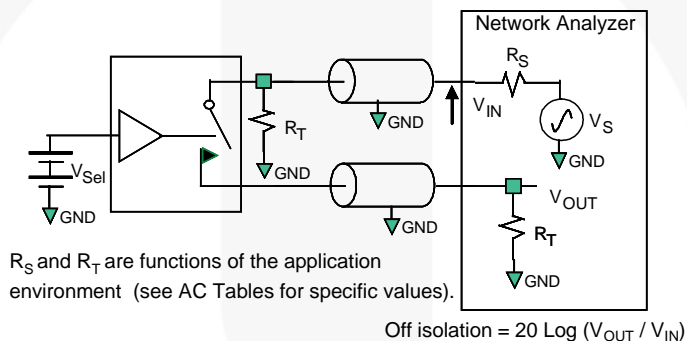 Network Analyzer
R_S
V_IN
V_S
GND
GND
R_T
GND
V_Sel
GND
V_OUT
GND
R_T
GND
R_S and R_T are functions of the application
environment (see AC Tables for specific values).
Off isolation = 20 Log (V_OUT / V_IN)